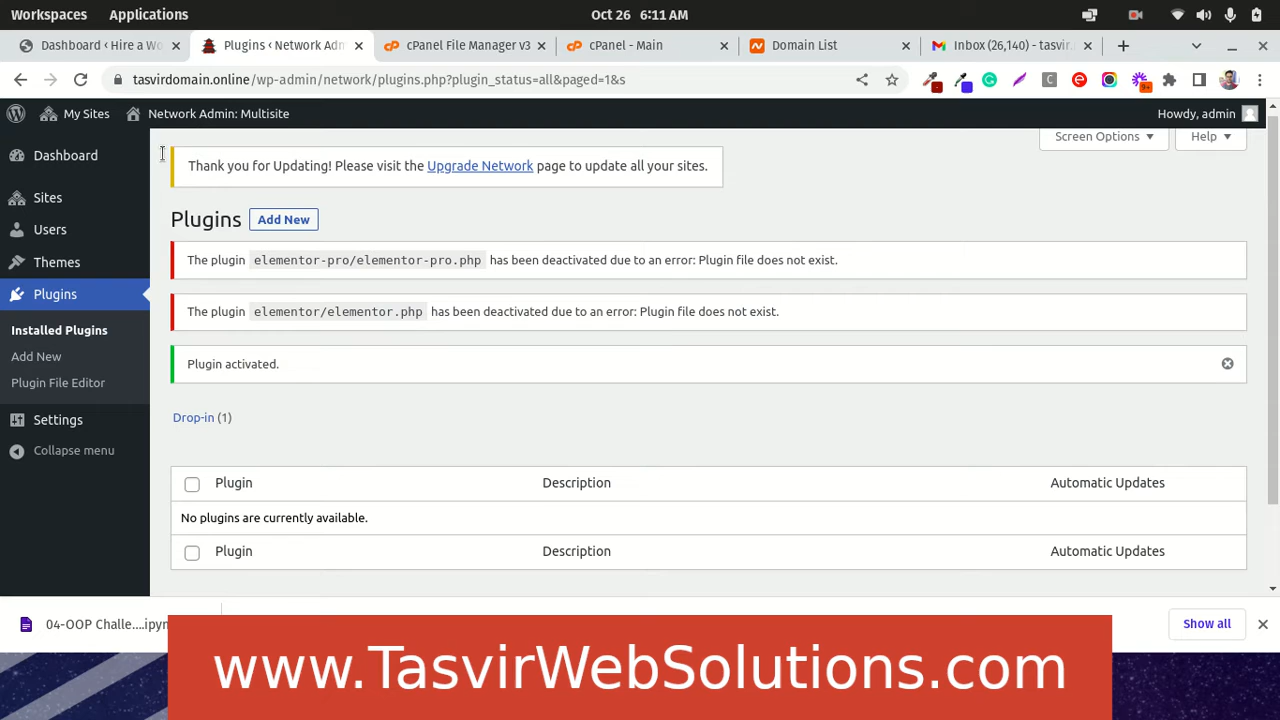 Workspaces Applications Oct 26 6:11 AM
Dashboard ‹ Hire a Wo Plugins ‹ Network Adm cPanel File Manager v3 cPanel - Main Domain List Inbox (26,140) - tasvir.
tasvirdomain.online/wp-admin/network/plugins.php?plugin_status=all&paged=1&s
9+
My Sites Network Admin: Multisite Howdy, admin
Screen Options Help
Dashboard
Sites
Users
Themes
Plugins
Installed Plugins
Add New
Plugin File Editor
Settings
Collapse menu
Thank you for Updating! Please visit the Upgrade Network page to update all your sites.
Plugins Add New
The plugin elementor-pro/elementor-pro.php has been deactivated due to an error: Plugin file does not exist.
The plugin elementor/elementor.php has been deactivated due to an error: Plugin file does not exist.
Plugin activated.
Drop-in (1)
Plugin Description Automatic Updates
No plugins are currently available.
Plugin Description Automatic Updates
04-OOP Challe....ipyn Show all
www.TasvirWebSolutions.com